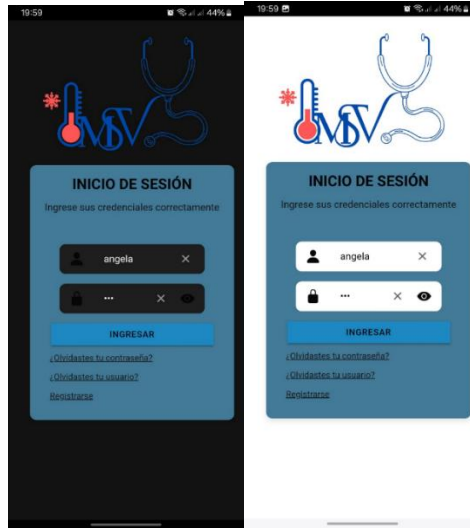 19:59
44%
MSV
INICIO DE SESIÓN
Ingrese sus credenciales correctamente
angela
•••
INGRESAR
¿Olvidastes tu contraseña?
¿Olvidastes tu usuario?
Registrarse
19:59
44%
MSV
INICIO DE SESIÓN
Ingrese sus credenciales correctamente
angela
•••
INGRESAR
¿Olvidastes tu contraseña?
¿Olvidastes tu usuario?
Registrarse